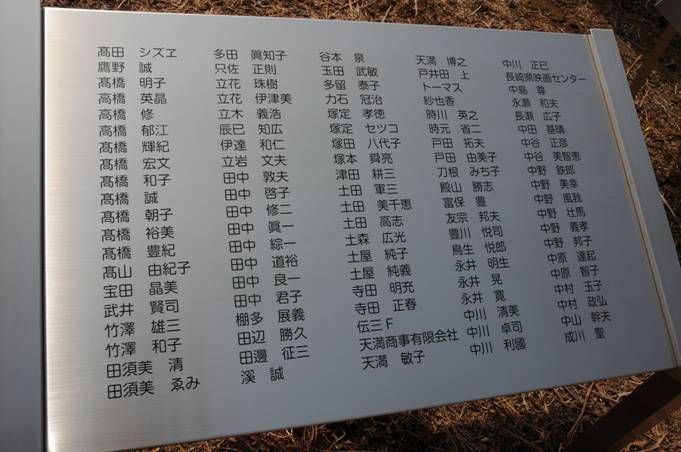 髙田 シズヱ
鷹野 誠
髙橋 明子
高橋 英晶
高橋 修
高橋 郁江
髙橋 輝紀
髙橋 宏文
髙橋 和子
髙橋 誠
髙橋 朝子
髙橋 裕美
髙橋 豊紀
髙山 由紀子
宝田 晶美
武井 賢司
竹澤 雄三
竹澤 和子
田須美 清
田須美 ゑみ
多田 眞知子
只佐 正則
立花 珠樹
立花 伊津美
立木 義浩
辰巳 知広
伊達 和仁
立岩 文夫
田中 敦夫
田中 啓子
田中 修二
田中 眞一
田中 綜一
田中 道裕
田中 良一
田中 君子
棚多 展義
田辺 勝久
田邊 征三
溪 誠
谷本 泉
玉田 武敏
多留 泰子
力石 冠治
塚定 孝徳
塚定 セツコ
塚田 八代子
塚本 舜亮
津田 耕三
土田 軍三
土田 美千恵
土田 高志
土森 広光
土屋 純子
土屋 純義
寺田 明充
寺田 正春
伝三F
天満商事有限会社
天満 敏子
天満 博之
戸井田 上
トーマス
紗也香
時川 英之
時元 省二
戸田 拓夫
戸田 由美子
刀根 みち子
殿山 勝志
富保 豊
友宗 邦夫
豊川 悦司
鳥生 悦郎
永井 明生
永井 晃
永井 寛
中川 清美
中川 卓司
中川 利國
中川 正巳
長崎県映画センター
中島 尊
永瀬 和夫
長瀬 広子
中田 基晴
中谷 正彦
中谷 美智恵
中野 鉄郎
中野 美幸
中野 風我
中野 壮馬
中野 義孝
中野 邦子
中原 達起
中原 智子
中村 玉子
中村 政弘
中山 幹夫
成川 聖